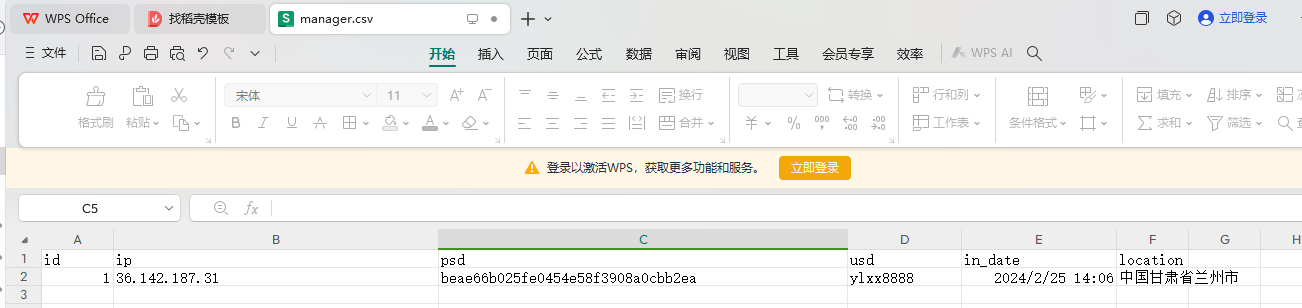 WPS Office 找稻壳模板 manager.csv 立即登录
文件 开始 插入 页面 公式 数据 审阅 视图 工具 会员专享 效率 WPS AI
宋体 11 A+ A- 换行 转换 行和列 填充 排序
格式刷 粘贴 B I U A A 合并 ¥ % 工作表 条件格式 求和 筛选
登录以激活WPS，获取更多功能和服务。 立即登录
C5 fx
A B C D E F G H
1 id ip psd usd in_date location
2 1 36.142.187.31 beae66b025fe0454e58f3908a0cbb2ea ylxx8888 2024/2/25 14:06 中国甘肃省兰州市
3